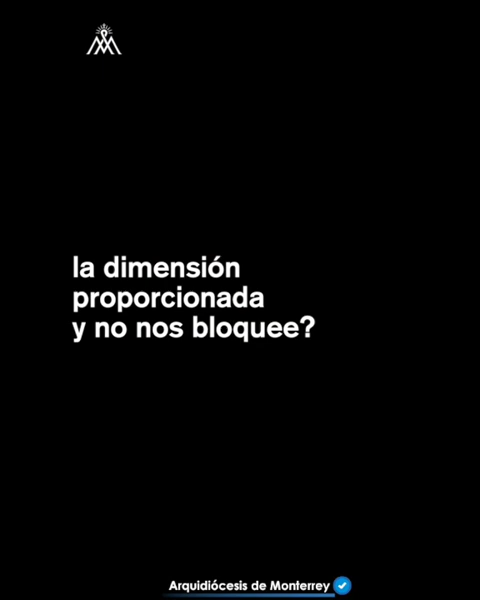 la dimensión
proporcionada
y no nos bloquee?
Arquidiócesis de Monterrey